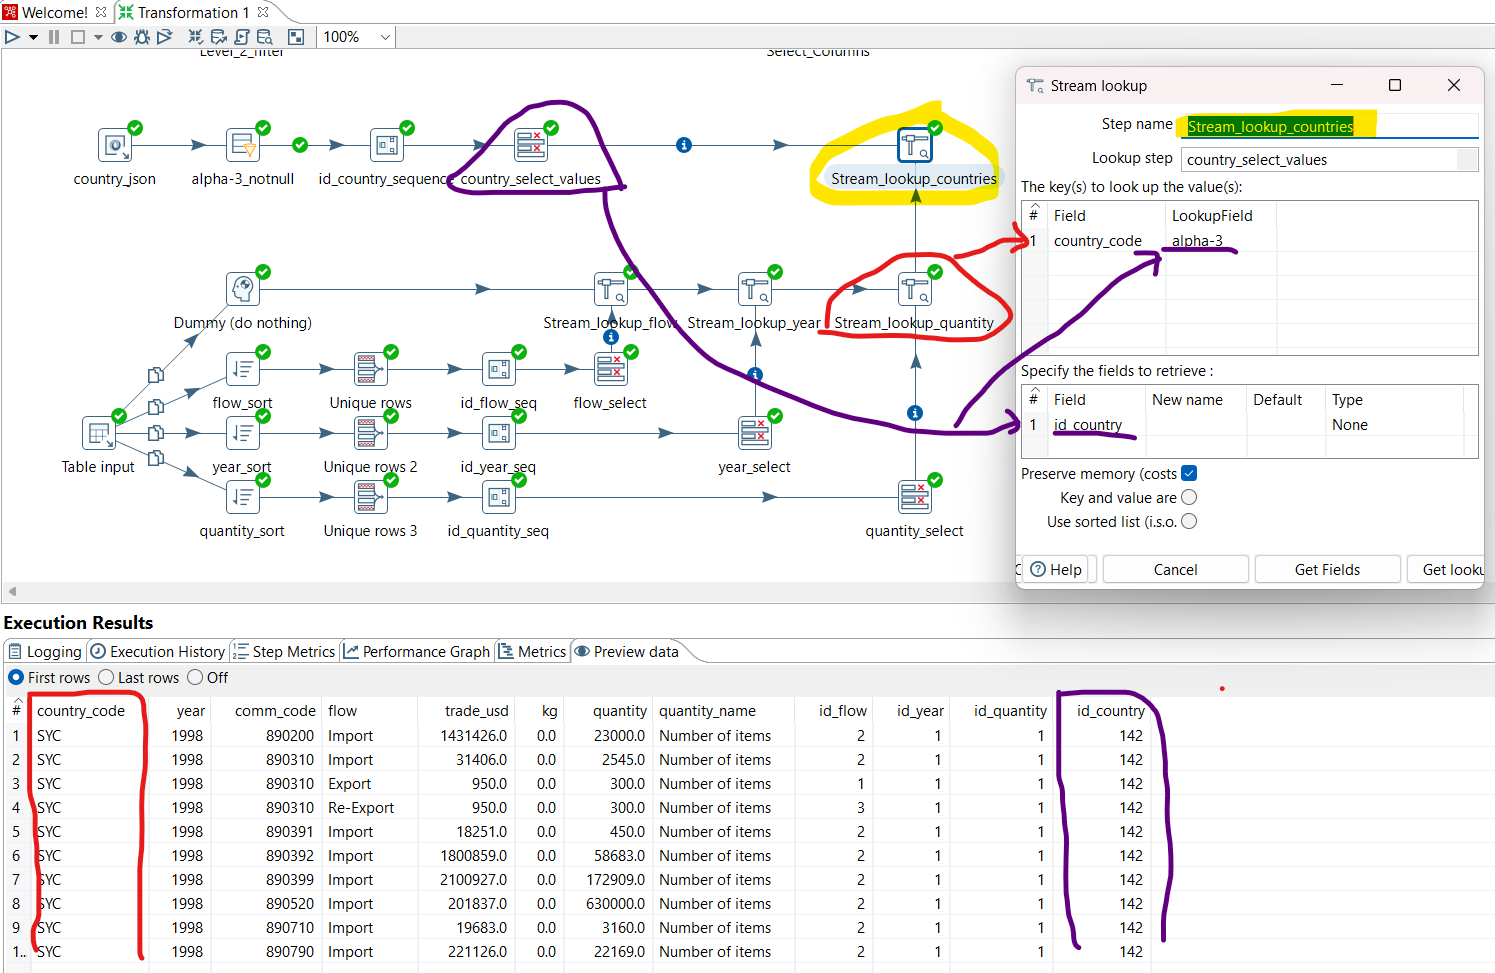 Welcome!
Transformation 1
100%
Level_2_filter
Select_Columns
country_json
alpha-3_notnull
id_country_sequence
country_select_values
Stream_lookup_countries
Dummy (do nothing)
Stream_lookup_flow
Stream_lookup_year
Stream_lookup_quantity
flow_sort
Unique rows
id_flow_seq
flow_select
Table input
year_sort
Unique rows 2
id_year_seq
year_select
quantity_sort
Unique rows 3
id_quantity_seq
quantity_select
Stream lookup
Step name Stream_lookup_countries
Lookup step country_select_values
The key(s) to look up the value(s):
# Field LookupField
1 country_code alpha-3
Specify the fields to retrieve :
# Field New name Default Type
1 id_country None
Preserve memory (costs
Key and value are
Use sorted list (i.s.o.
Help Cancel Get Fields Get looku
Execution Results
Logging Execution History Step Metrics Performance Graph Metrics Preview data
First rows Last rows Off
# country_code year comm_code flow trade_usd kg quantity quantity_name id_flow id_year id_quantity id_country
1 SYC 1998 890200 Import 1431426.0 0.0 23000.0 Number of items 2 1 1 142
2 SYC 1998 890310 Import 31406.0 0.0 2545.0 Number of items 2 1 1 142
3 SYC 1998 890310 Export 950.0 0.0 300.0 Number of items 1 1 1 142
4 SYC 1998 890310 Re-Export 950.0 0.0 300.0 Number of items 3 1 1 142
5 SYC 1998 890391 Import 18251.0 0.0 450.0 Number of items 2 1 1 142
6 SYC 1998 890392 Import 1800859.0 0.0 58683.0 Number of items 2 1 1 142
7 SYC 1998 890399 Import 2100927.0 0.0 172909.0 Number of items 2 1 1 142
8 SYC 1998 890520 Import 201837.0 0.0 630000.0 Number of items 2 1 1 142
9 SYC 1998 890710 Import 19683.0 0.0 3160.0 Number of items 2 1 1 142
1.. SYC 1998 890790 Import 221126.0 0.0 22169.0 Number of items 2 1 1 142